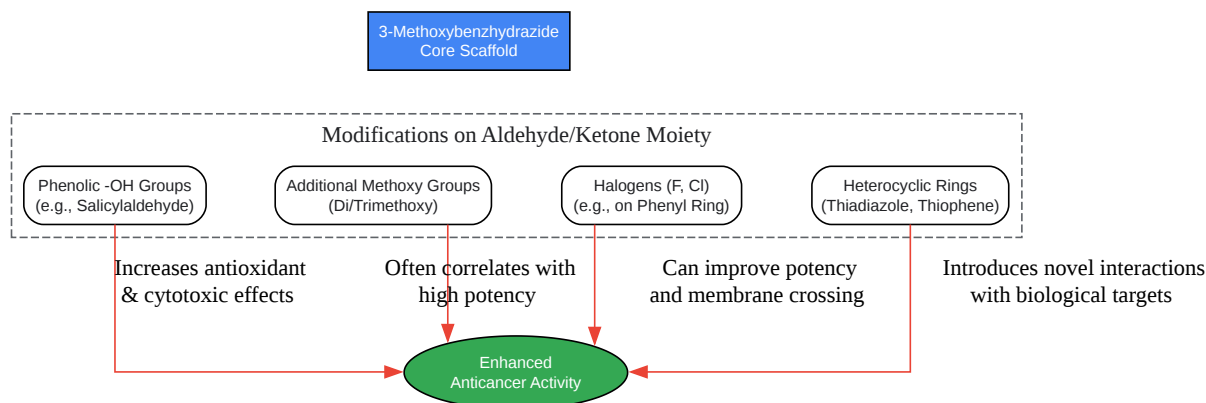 3-Methoxybenzhydrazide
Core Scaffold
Modifications on Aldehyde/Ketone Moiety
Phenolic -OH Groups
(e.g., Salicylaldehyde)
Additional Methoxy Groups
(Di/Trimethoxy)
Halogens (F, Cl)
(e.g., on Phenyl Ring)
Heterocyclic Rings
(Thiadiazole, Thiophene)
Increases antioxidant
& cytotoxic effects
Often correlates with
high potency
Can improve potency
and membrane crossing
Introduces novel interactions
with biological targets
Enhanced
Anticancer Activity